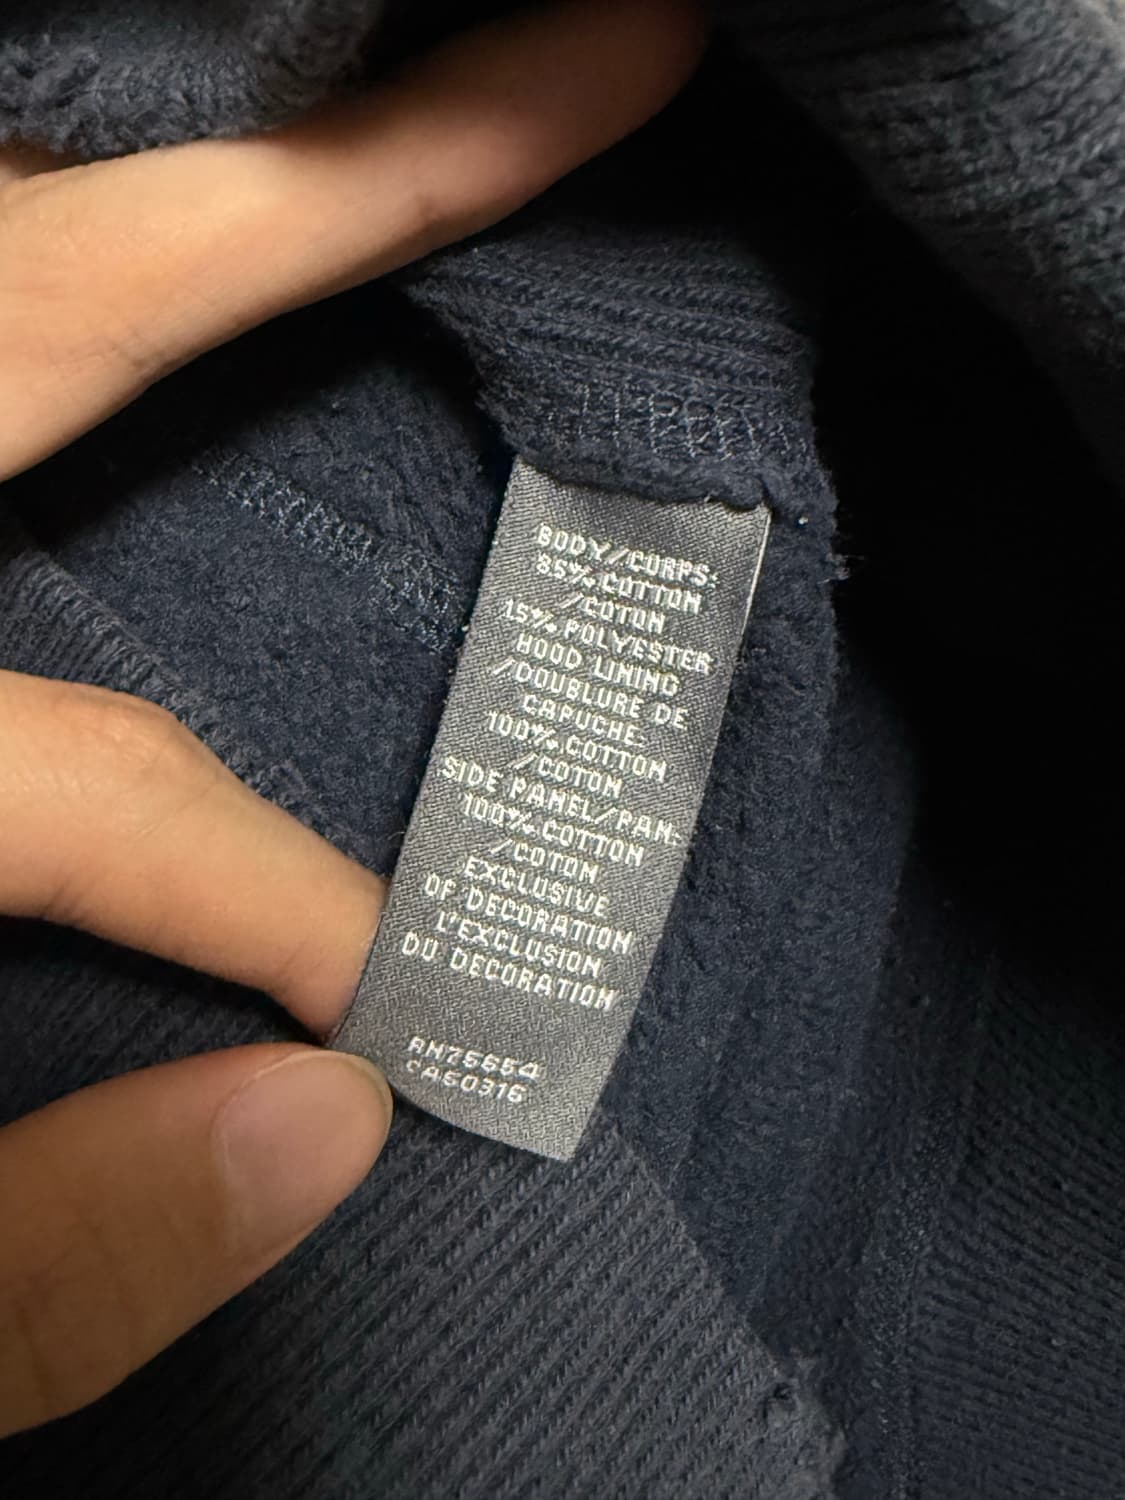 BODY/CORPS:
85% COTTON
/COTON
15% POLYESTER
HOOD LINING
/DOUBLURE DE
CAPUCHE:
100% COTTON
/COTON
SIDE PANEL/PAN.:
100% COTTON
/COTON
EXCLUSIVE
OF DECORATION
L'EXCLUSION
DU DECORATION
RN75654
CA60316